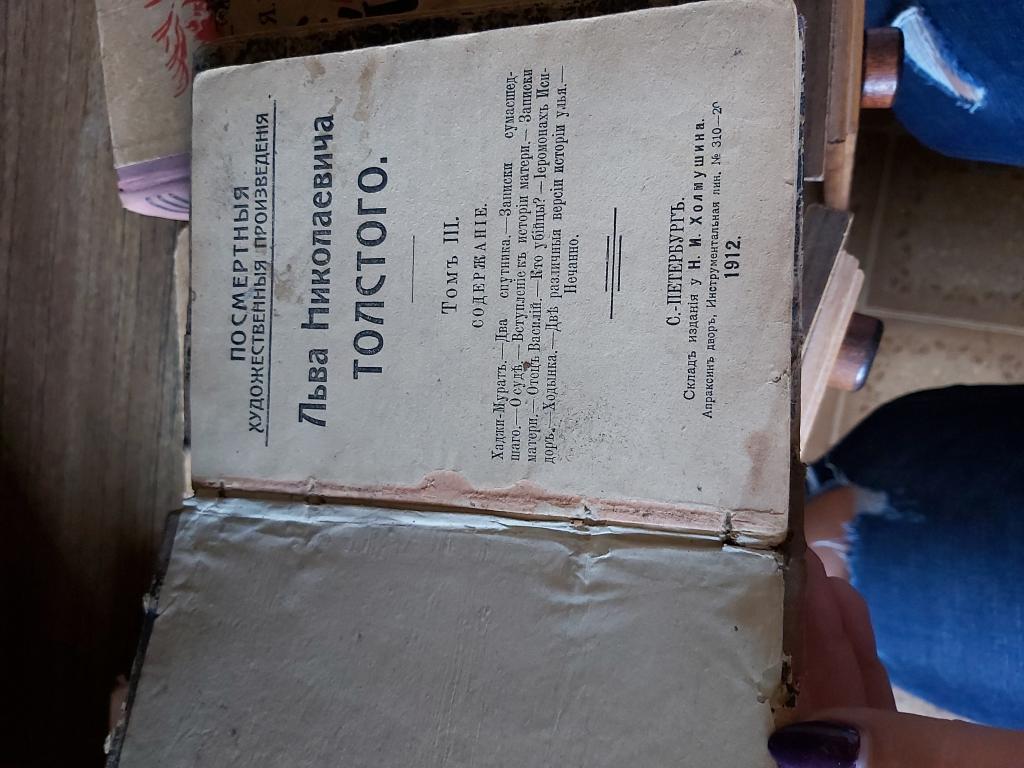 ПОСМЕРТНЫЯ
ХУДОЖЕСТВЕННЫЯ ПРОИЗВЕДЕНІЯ
Льва Николаевича
ТОЛСТОГО.
Томъ III.
СОДЕРЖАНІЕ.
Хаджи-Муратъ.—Два спутника.—Записки сумасшед-
шаго.—О судѣ.—Вступленіе къ исторіи матери.—Записки
матери.—Отецъ Василій.—Кто убійцы?—Іеромонахъ Иси-
доръ.—Ходынка.—Двѣ различныя версіи исторіи улья.—
Нечаянно.
С.-ПЕТЕРБУРГЪ.
Складъ изданія у Н. И. Холмушина.
Апраксинъ дворъ, Инструментальная лин. № 310—20
1912.